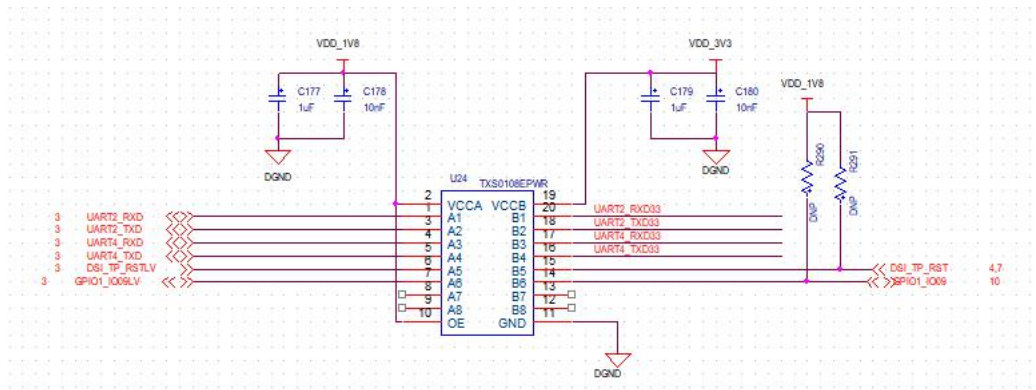 VDD_1V8
VDD_3V3
VDD_1V8
C177
1uF
C178
10nF
C179
1uF
C180
10nF
R290
DNP
R291
DNP
DGND
DGND
U24 TXS0108EPWR
2 VCCA VCCB 19
3 UART2_RXD 1 A1 B1 20 UART2_RXD33
3 UART2_TXD 3 A2 B2 18 UART2_TXD33
3 UART4_RXD 4 A3 B3 17 UART4_RXD33
3 UART4_TXD 5 A4 B4 16 UART4_TXD33
3 DSI_TP_RSTLV 6 A5 B5 15 DSI_TP_RST 4,7
3 GPIO1_IO09LV 7 A6 B6 14 GPIO1_IO09 10
8 A7 B7 13
9 A8 B8 12
10 OE GND 11
DGND